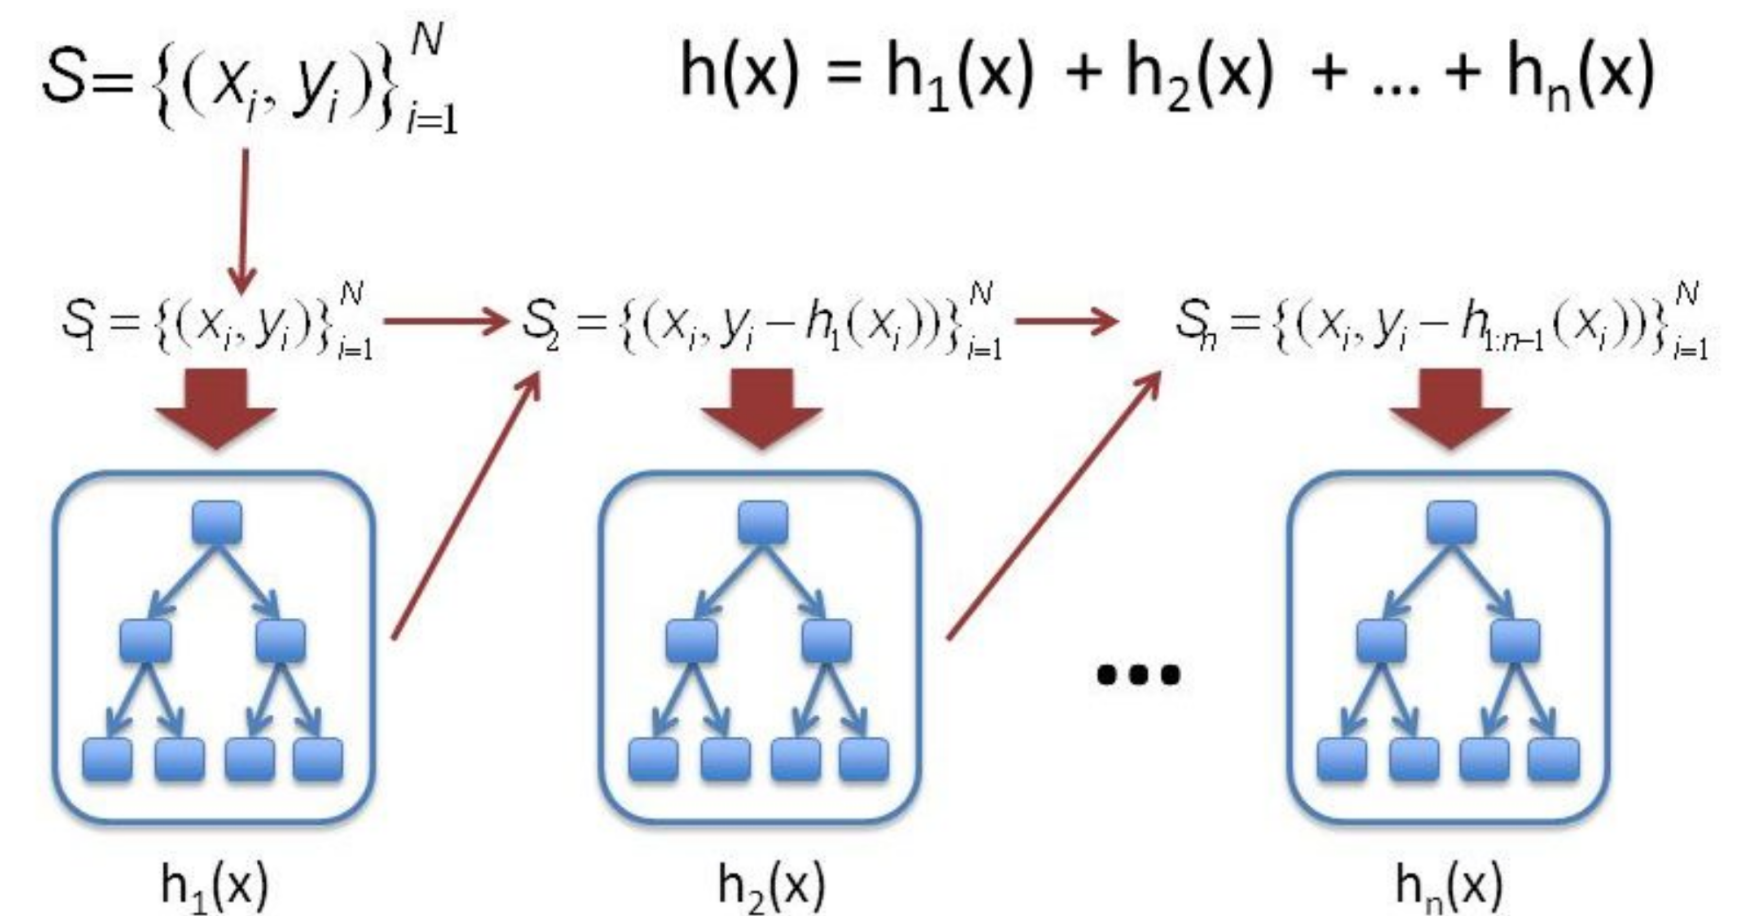 S={(x_i, y_i)}_{i=1}^N
h(x) = h_1(x) + h_2(x) + ... + h_n(x)
S_1={(x_i, y_i)}_{i=1}^N
S_2={(x_i, y_i−h_1(x_i))}_{i=1}^N
S_n={(x_i, y_i−h_{1:n−1}(x_i))}_{i=1}^N
...
h_1(x)
h_2(x)
h_n(x)